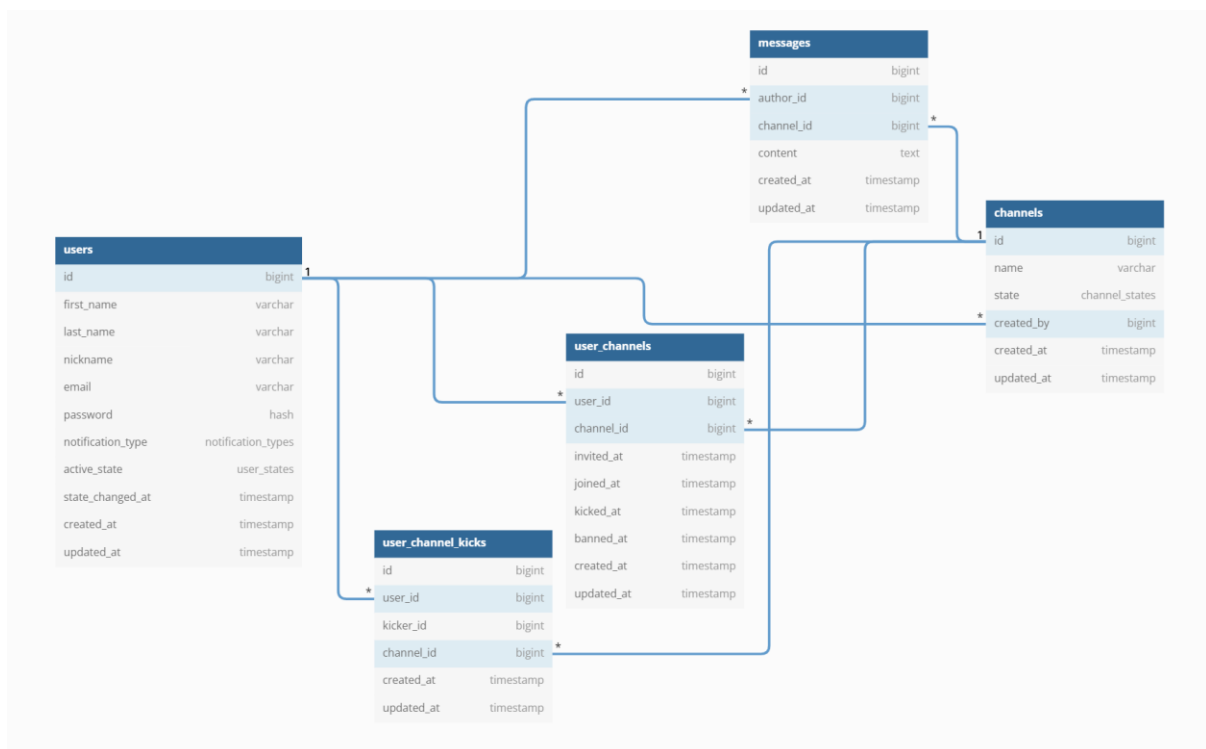 messages
id bigint
* author_id bigint
channel_id bigint *
content text
created_at timestamp
updated_at timestamp
channels
1 id bigint
name varchar
state channel_states
* created_by bigint
created_at timestamp
updated_at timestamp
users
id bigint 1
first_name varchar
last_name varchar
nickname varchar
email varchar
password hash
notification_type notification_types
active_state user_states
state_changed_at timestamp
created_at timestamp
updated_at timestamp
user_channels
id bigint
* user_id bigint
channel_id bigint *
invited_at timestamp
joined_at timestamp
kicked_at timestamp
banned_at timestamp
created_at timestamp
updated_at timestamp
user_channel_kicks
id bigint
* user_id bigint
kicker_id bigint
channel_id bigint *
created_at timestamp
updated_at timestamp